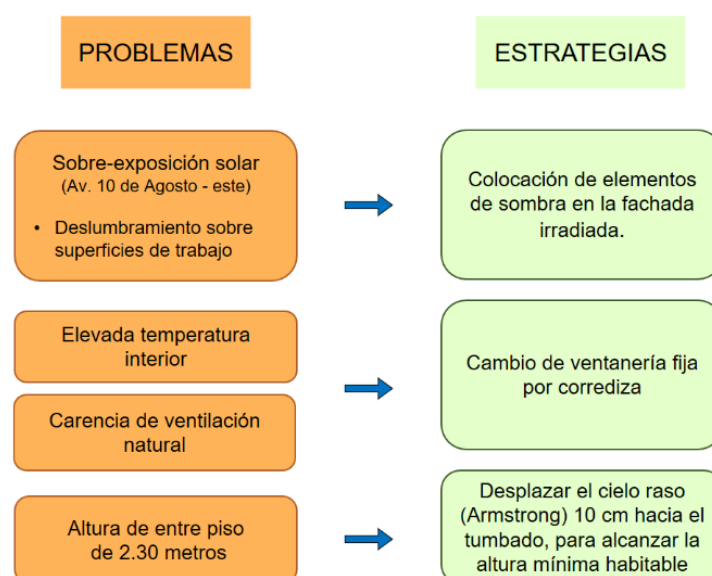 PROBLEMAS
ESTRATEGIAS
Sobre-exposición solar
(Av. 10 de Agosto - este)
• Deslumbramiento sobre
superficies de trabajo
Colocación de elementos
de sombra en la fachada
irradiada.
Elevada temperatura
interior
Carencia de ventilación
natural
Cambio de ventanería fija
por corrediza
Altura de entre piso
de 2.30 metros
Desplazar el cielo raso
(Armstrong) 10 cm hacia el
tumbado, para alcanzar la
altura mínima habitable